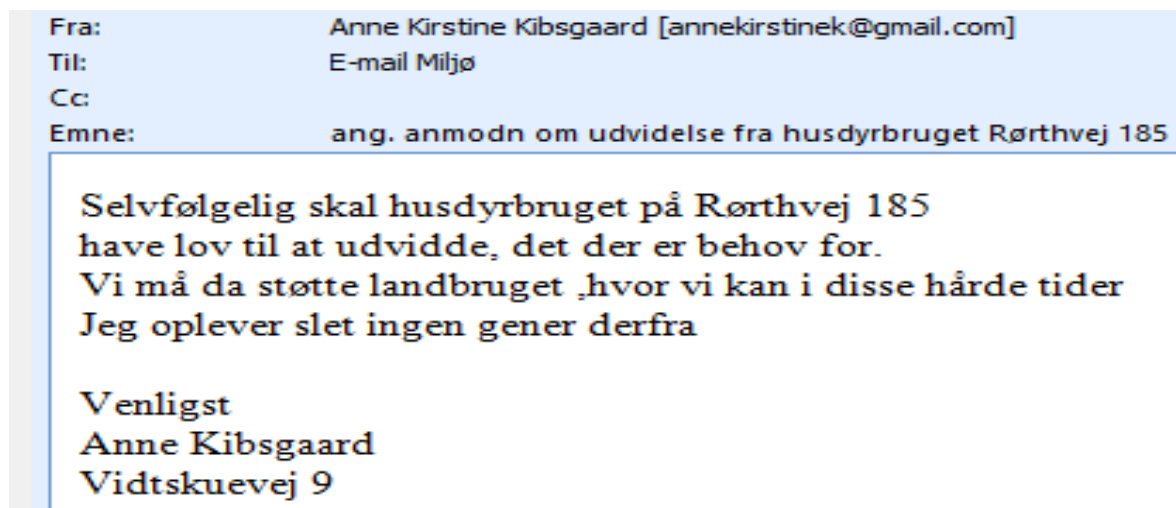 Fra: Anne Kirstine Kibsgaard [annekirstinek@gmail.com]
Til: E-mail Miljø
Cc:
Emne: ang. anmodn om udvidelse fra husdyrbruget Rørthvej 185
Selvfølgelig skal husdyrbruget på Rørthvej 185
have lov til at udvidde, det der er behov for.
Vi må da støtte landbruget ,hvor vi kan i disse hårde tider
Jeg oplever slet ingen gener derfra
Venligst
Anne Kibsgaard
Vidtskuevej 9